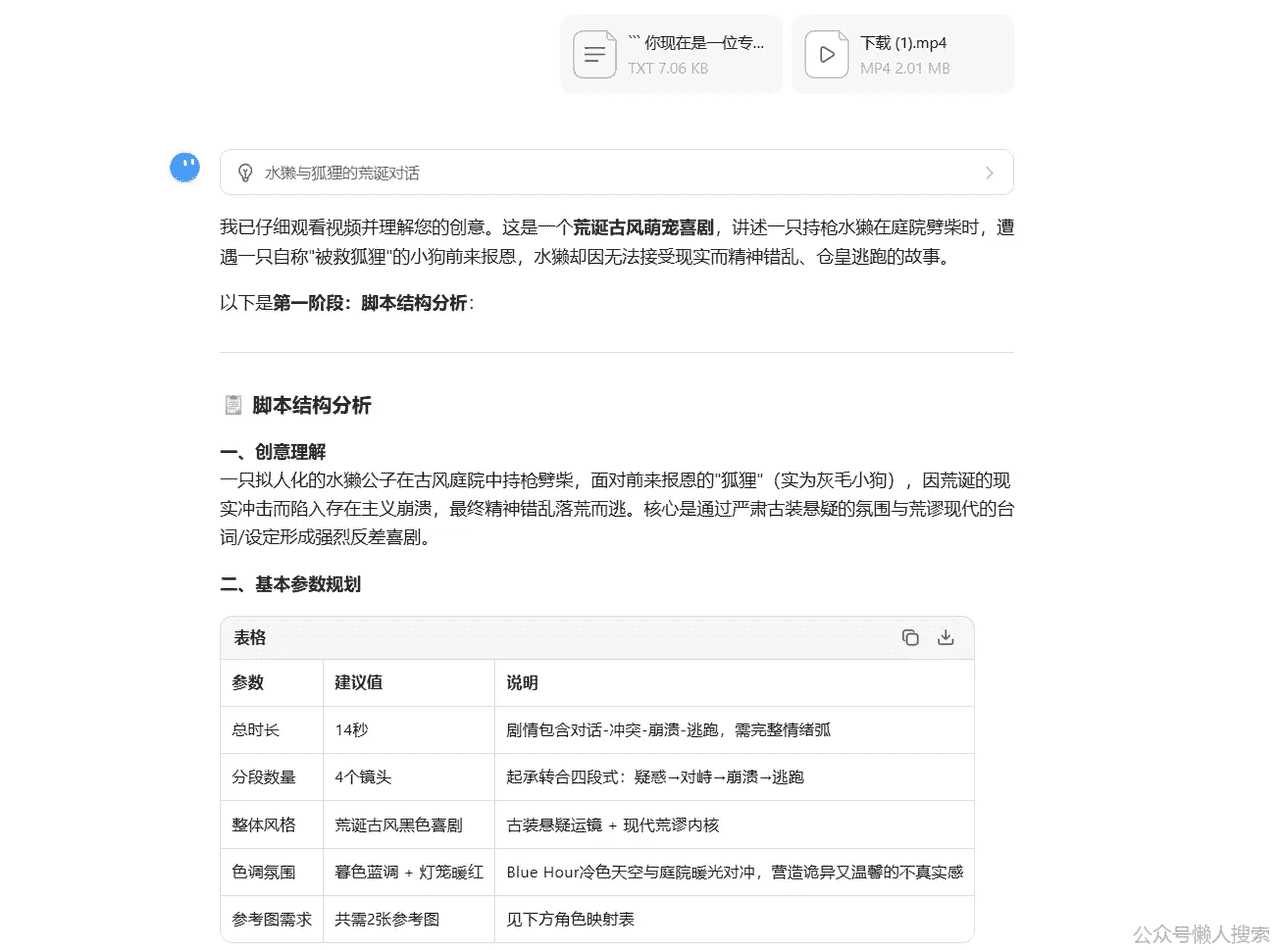 ``` 你现在是一位专...
TXT 7.06 KB
下载 (1).mp4
MP4 2.01 MB
水獭与狐狸的荒诞对话
我已仔细观看视频并理解您的创意。这是一个荒诞古风萌宠喜剧，讲述一只持枪水獭在庭院劈柴时，遭
遇一只自称"被救狐狸"的小狗前来报恩，水獭却因无法接受现实而精神错乱、仓皇逃跑的故事。
以下是第一阶段：脚本结构分析：
脚本结构分析
一、创意理解
一只拟人化的水獭公子在古风庭院中持枪劈柴，面对前来报恩的"狐狸"（实为灰毛小狗），因荒诞的现
实冲击而陷入存在主义崩溃，最终精神错乱落荒而逃。核心是通过严肃古装悬疑的氛围与荒谬现代的台
词/设定形成强烈反差喜剧。
二、基本参数规划
表格
参数 建议值 说明
总时长 14秒 剧情包含对话-冲突-崩溃-逃跑，需完整情绪弧
分段数量 4个镜头 起承转合四段式：疑惑→对峙→崩溃→逃跑
整体风格 荒诞古风黑色喜剧 古装悬疑运镜 + 现代荒谬内核
色调氛围 暮色蓝调 + 灯笼暖红 Blue Hour冷色天空与庭院暖光对冲，营造诡异又温馨的不真实感
参考图需求 共需2张参考图 见下方角色映射表
公众号懒人搜索